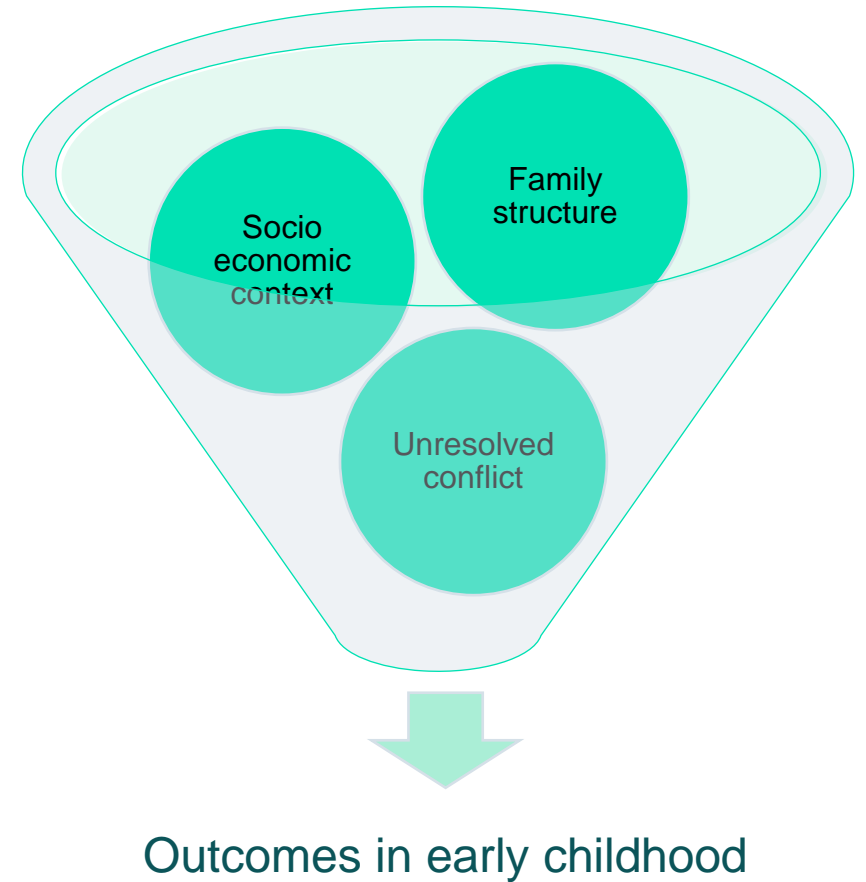 Family
structure
Socio
economic
context
Unresolved
conflict
Outcomes in early childhood